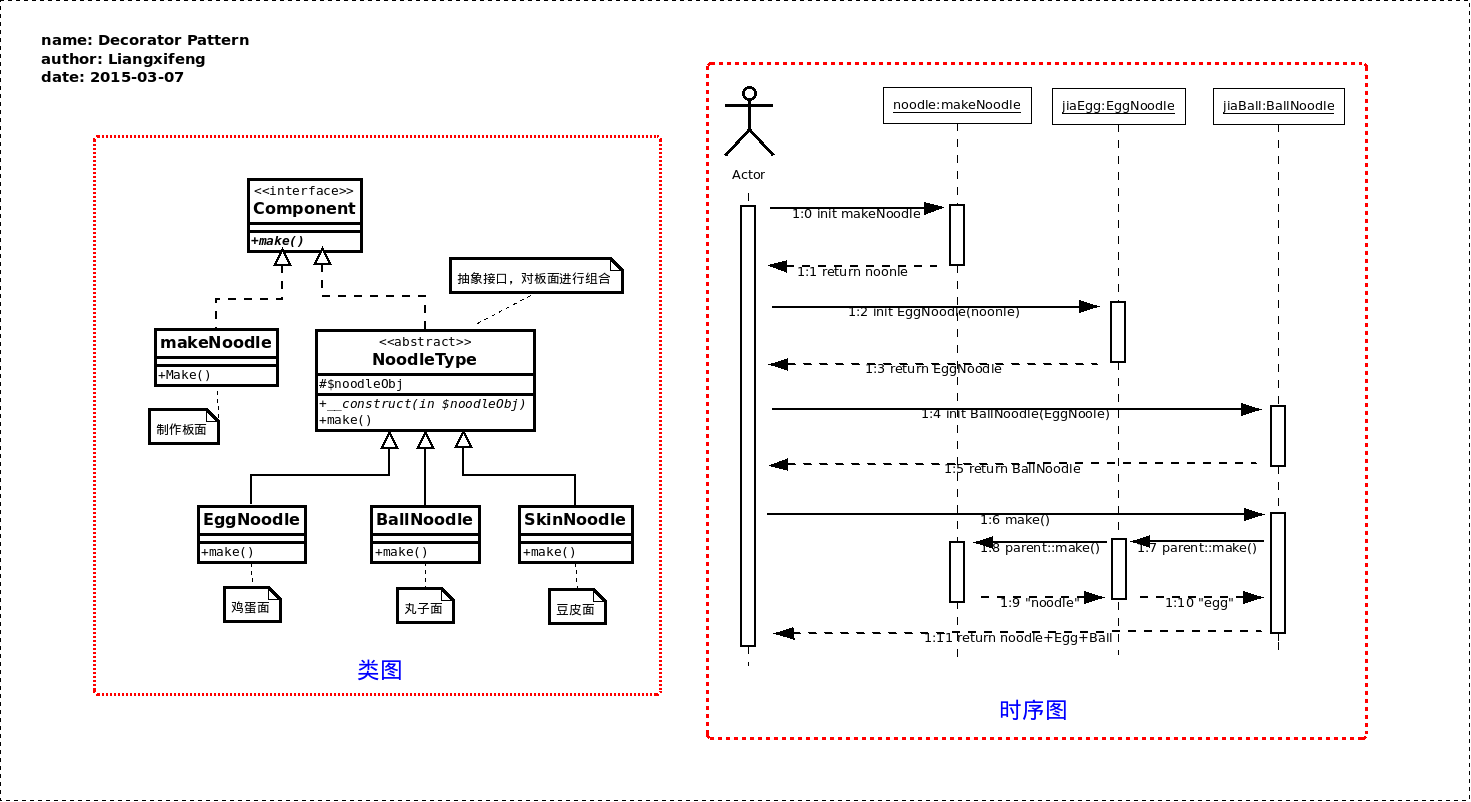 name: Decorator Pattern
author: Liangxifeng
date: 2015-03-07
<<interface>>
Component
+make()
抽象接口，对板面进行组合
makeNoodle
+Make()
制作板面
<<abstract>>
NoodleType
#$noodleObj
+__construct(in $noodleObj)
+make()
EggNoodle
+make()
BallNoodle
+make()
SkinNoodle
+make()
鸡蛋面
丸子面
豆皮面
类图
noodle:makeNoodle
jiaEgg:EggNoodle
jiaBall:BallNoodle
Actor
1:0 init makeNoodle
1:1 return noonle
1:2 init EggNoodle(noonle)
1:3 return EggNoodle
1:4 init BallNoodle(EggNoole)
1:5 return BallNoodle
1:6 make()
1:8 parent::make()
1:7 parent::make()
1:9 "noodle"
1:10 "egg"
1:11 return noodle+Egg+Ball
时序图